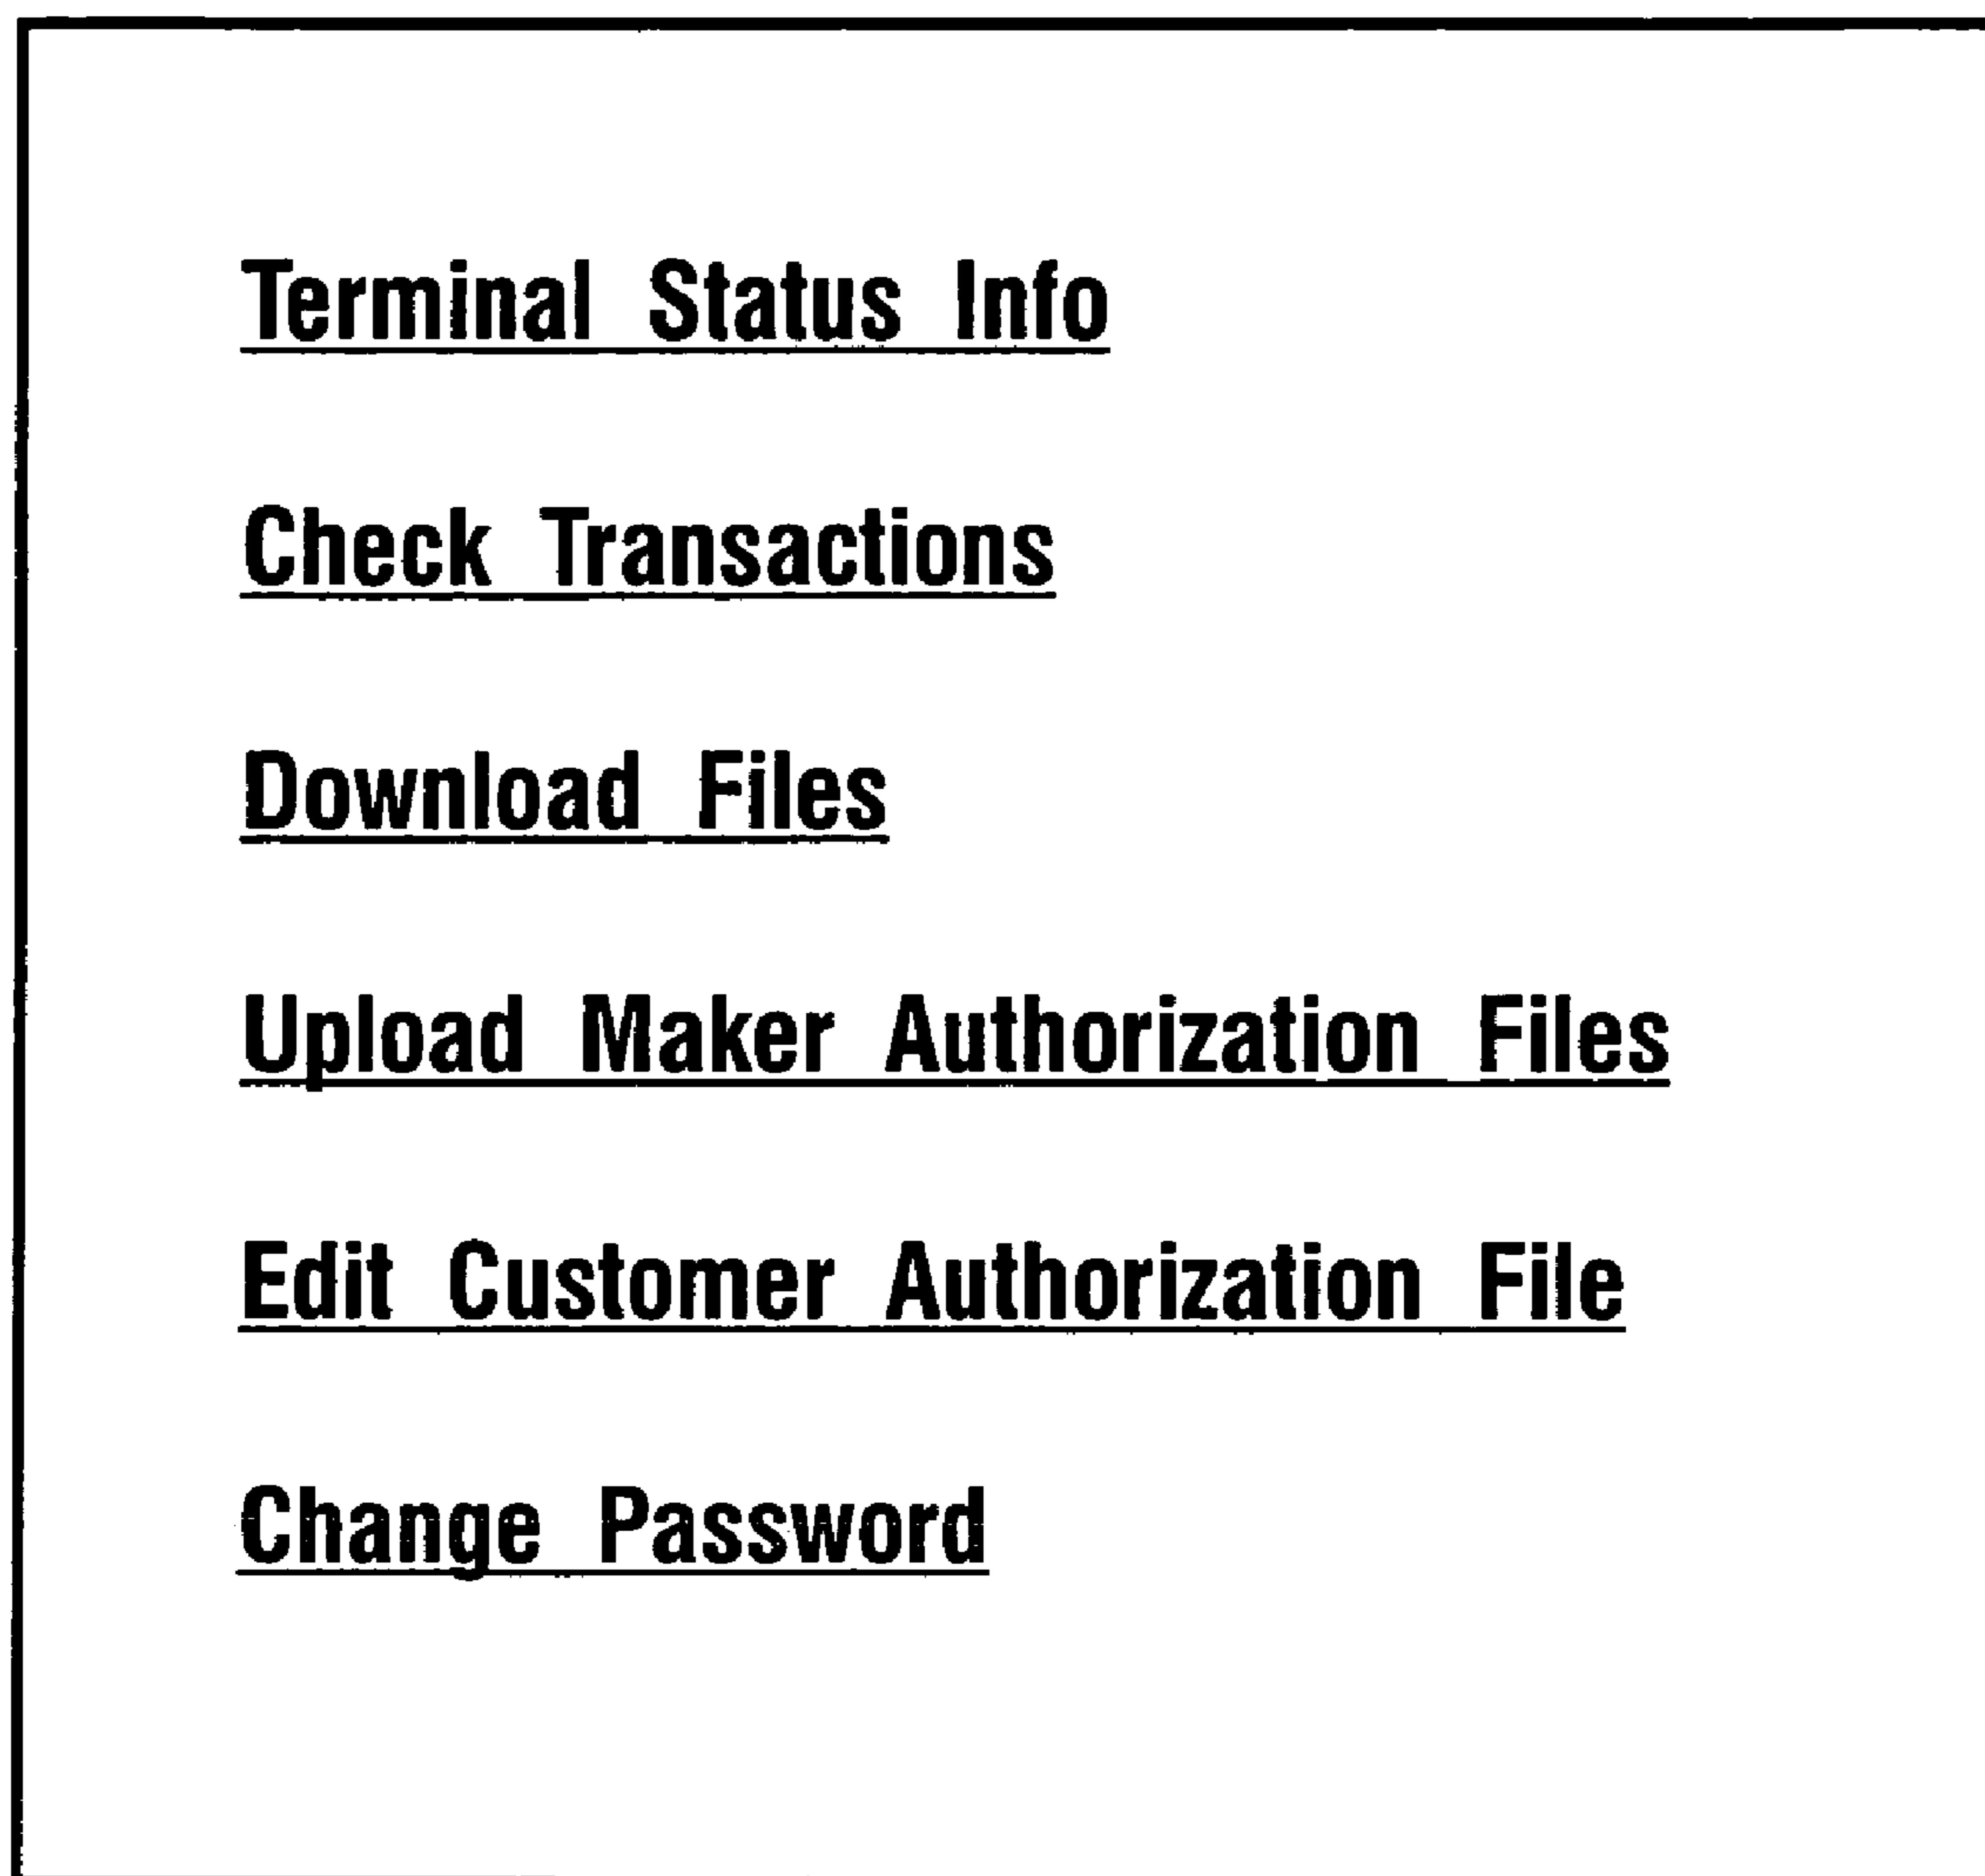 Terminal Status Info
Check Transactions
Download Files
Upload Maker Authorization Files
Edit Customer Authorization File
Change Password